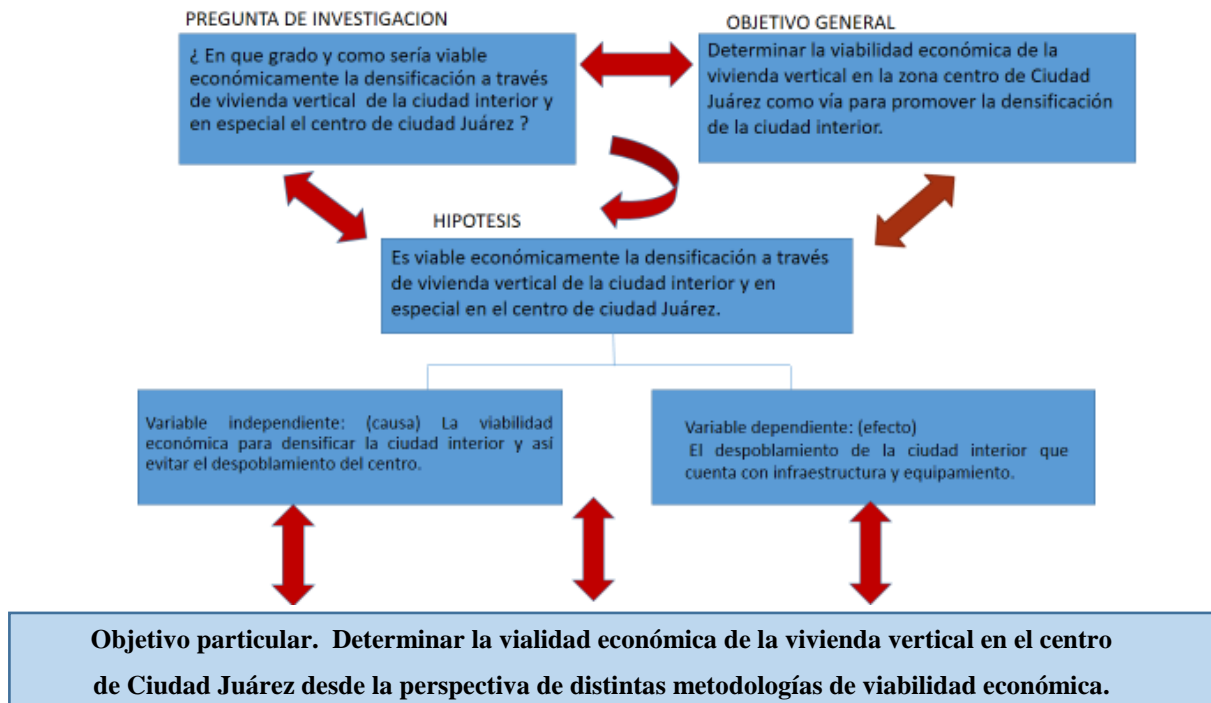 PREGUNTA DE INVESTIGACION
¿ En que grado y como sería viable
económicamente la densificación a través
de vivienda vertical de la ciudad interior y
en especial el centro de ciudad Juárez ?
OBJETIVO GENERAL
Determinar la viabilidad económica de la
vivienda vertical en la zona centro de Ciudad
Juárez como vía para promover la densificación
de la ciudad interior.
HIPOTESIS
Es viable económicamente la densificación a través
de vivienda vertical de la ciudad interior y en
especial en el centro de ciudad Juárez.
Variable independiente: (causa) La viabilidad
económica para densificar la ciudad interior y así
evitar el despoblamiento del centro.
Variable dependiente: (efecto)
El despoblamiento de la ciudad interior que
cuenta con infraestructura y equipamiento.
Objetivo particular. Determinar la vialidad económica de la vivienda vertical en el centro
de Ciudad Juárez desde la perspectiva de distintas metodologías de viabilidad económica.